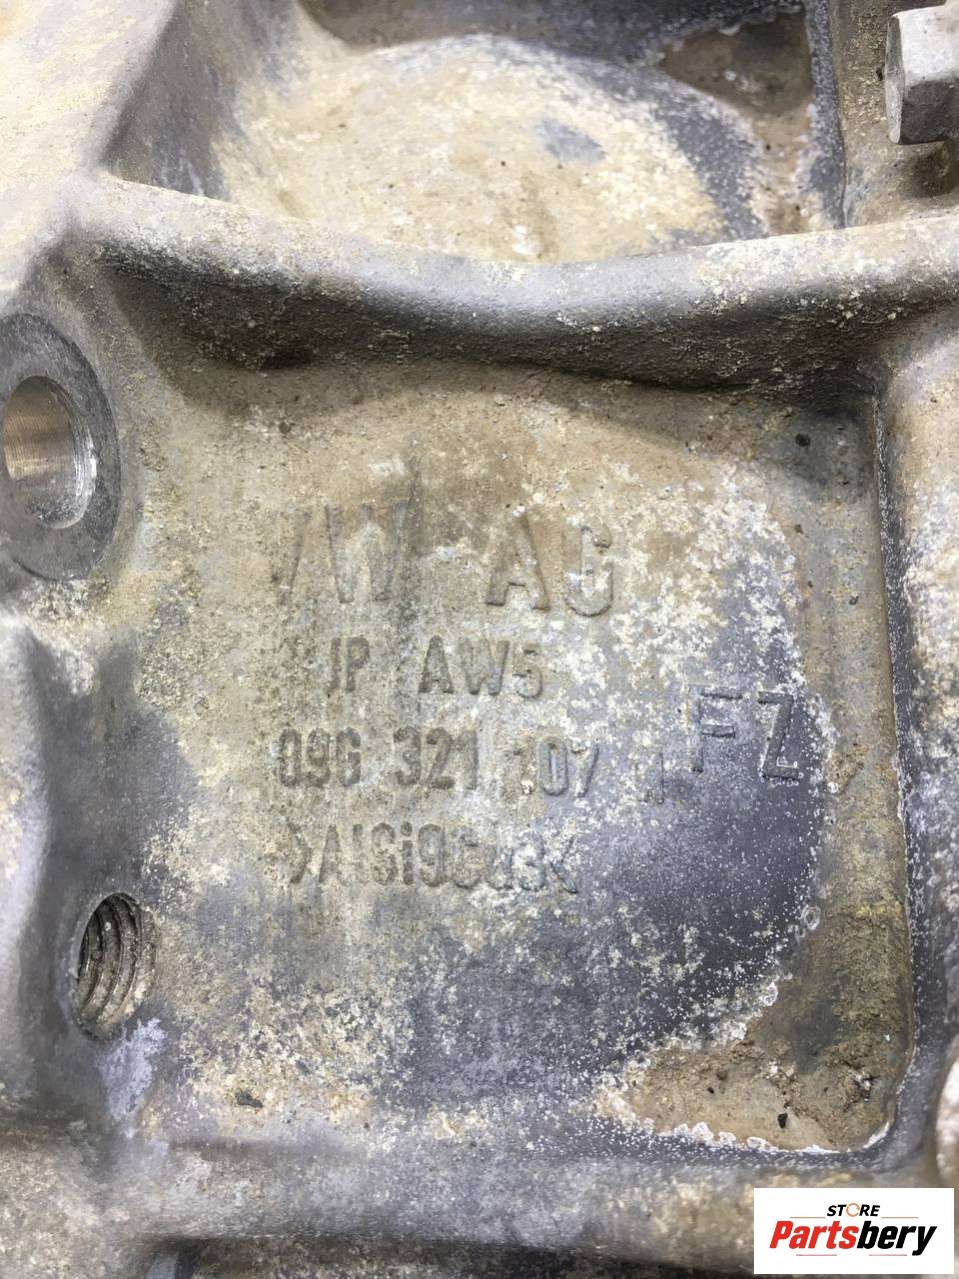 VW AG
JP AW5
09G 321 107
FZ
>AlSi9Cu3<
STORE
Partsbery